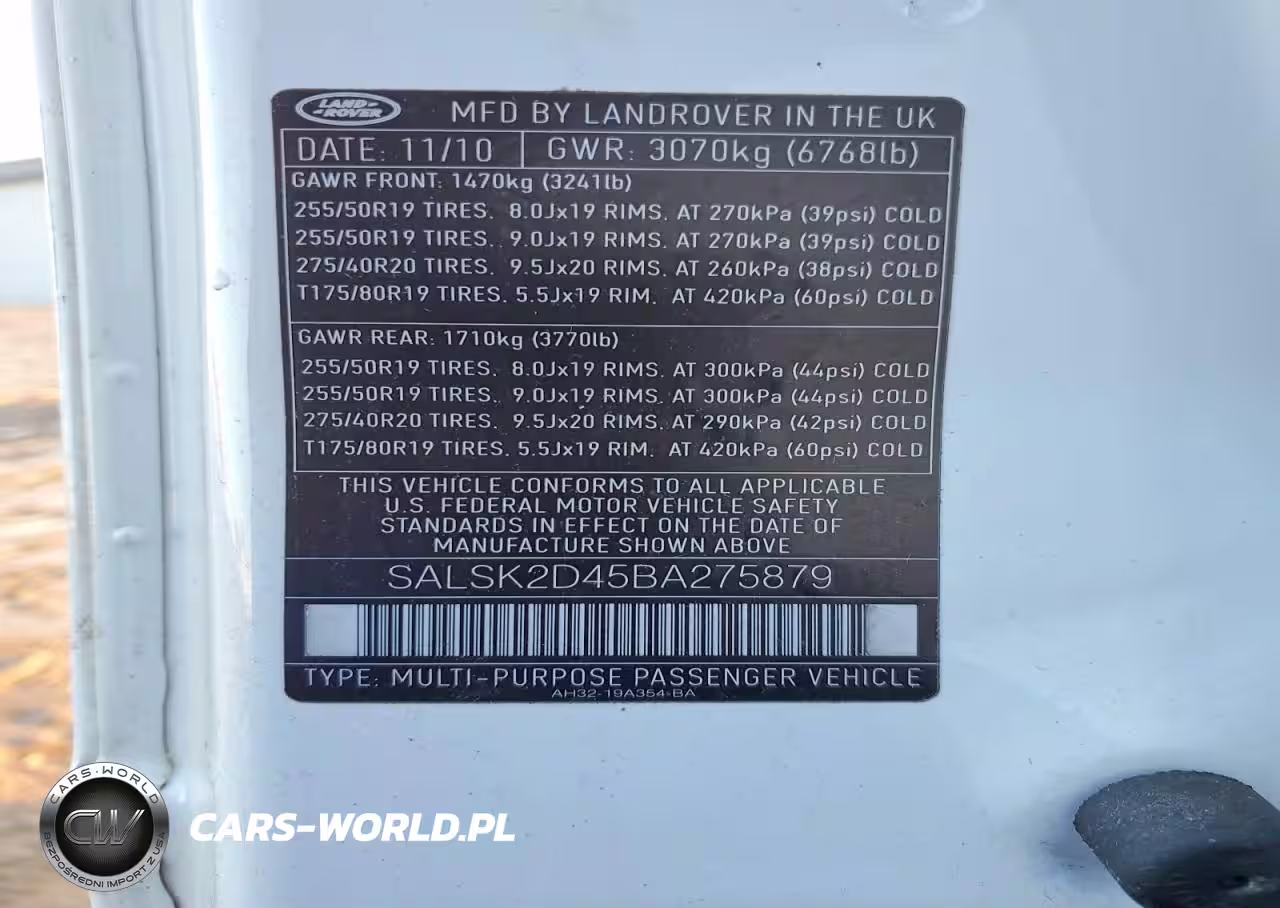 LAND-
-ROVER
MFD BY LANDROVER IN THE UK
DATE: 11/10 GWR: 3070kg (6768lb)
GAWR FRONT: 1470kg (3241lb)
255/50R19 TIRES. 8.0Jx19 RIMS. AT 270kPa (39psi) COLD
255/50R19 TIRES. 9.0Jx19 RIMS. AT 270kPa (39psi) COLD
275/40R20 TIRES. 9.5Jx20 RIMS. AT 260kPa (38psi) COLD
T175/80R19 TIRES. 5.5Jx19 RIM. AT 420kPa (60psi) COLD
GAWR REAR: 1710kg (3770lb)
255/50R19 TIRES. 8.0Jx19 RIMS. AT 300kPa (44psi) COLD
255/50R19 TIRES. 9.0Jx19 RIMS. AT 300kPa (44psi) COLD
275/40R20 TIRES. 9.5Jx20 RIMS. AT 290kPa (42psi) COLD
T175/80R19 TIRES. 5.5Jx19 RIM. AT 420kPa (60psi) COLD
THIS VEHICLE CONFORMS TO ALL APPLICABLE
U.S. FEDERAL MOTOR VEHICLE SAFETY
STANDARDS IN EFFECT ON THE DATE OF
MANUFACTURE SHOWN ABOVE
SALSK2D45BA275879
TYPE: MULTI-PURPOSE PASSENGER VEHICLE
AH32-19A354-BA
CARS-WORLD
CW
BEZPOŚREDNI IMPORT Z USA
CARS-WORLD.PL